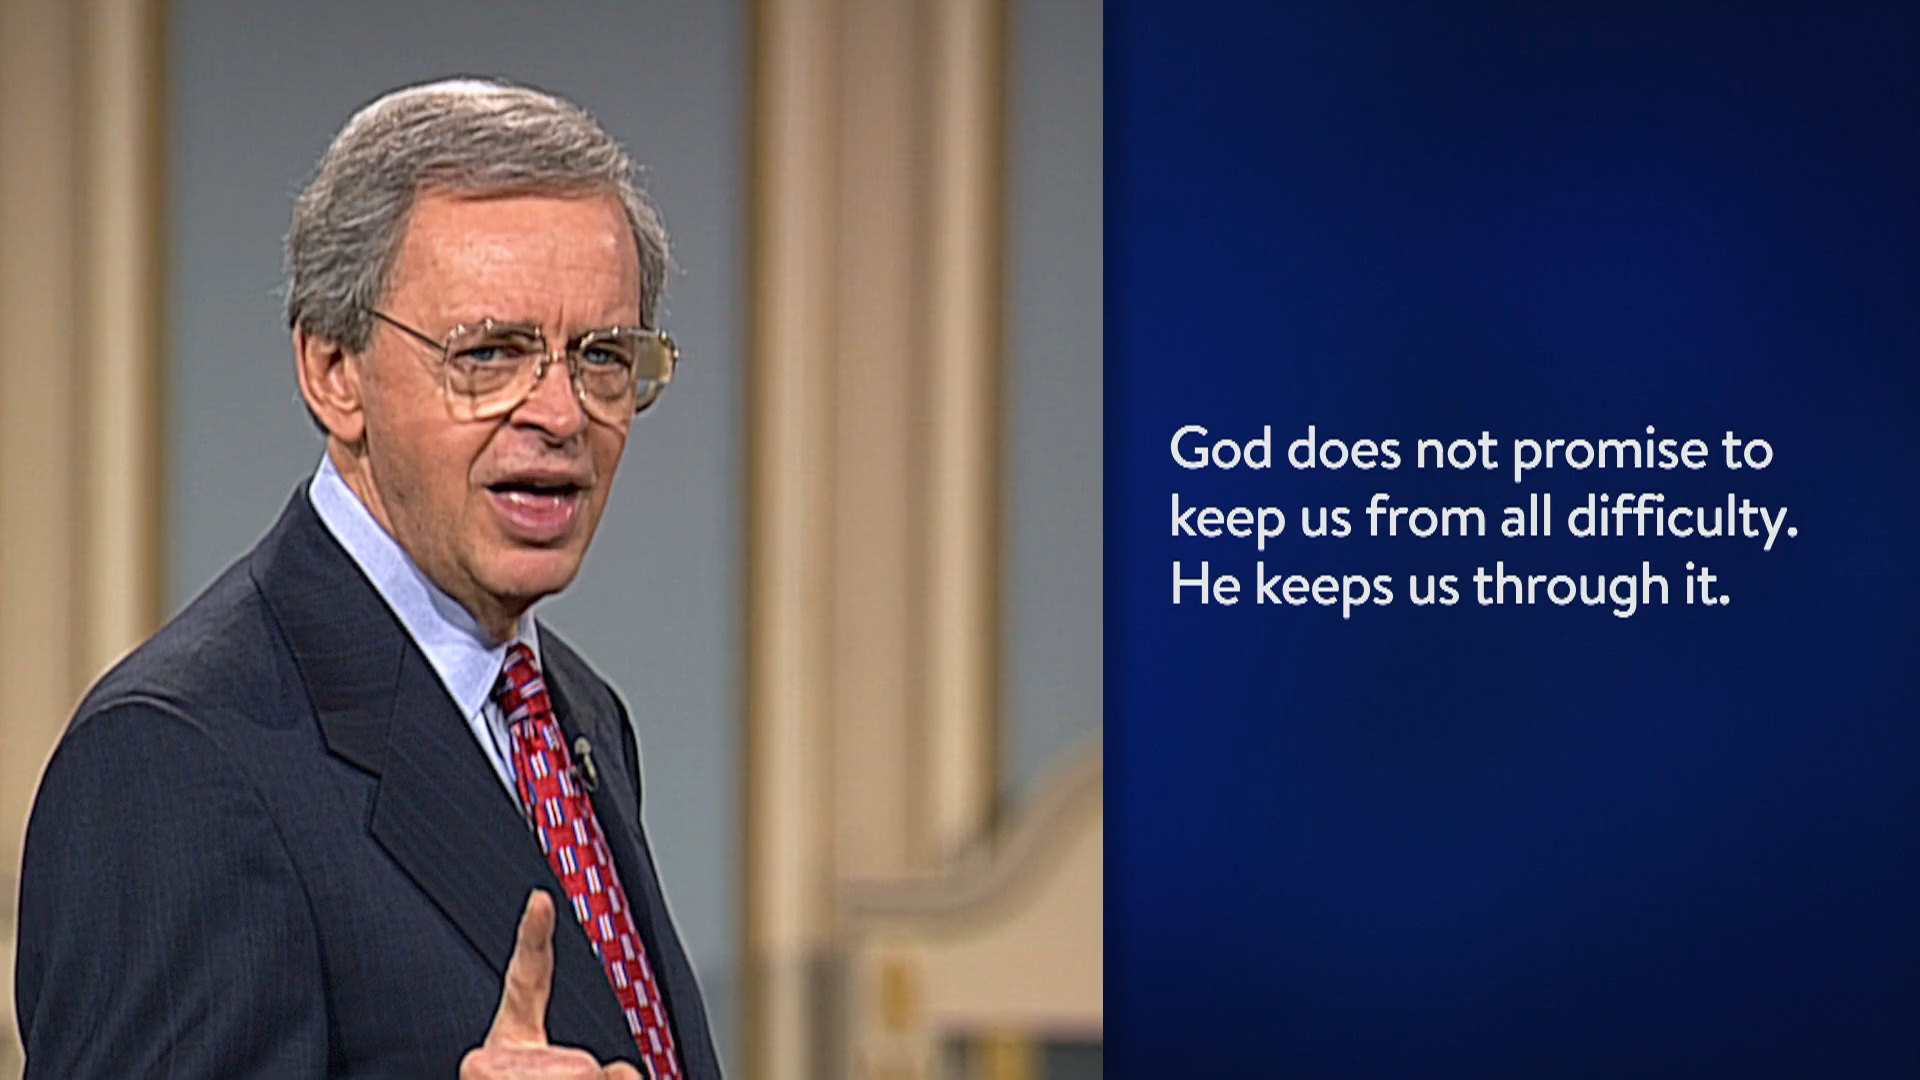 God does not promise to
keep us from all difficulty.
He keeps us through it.